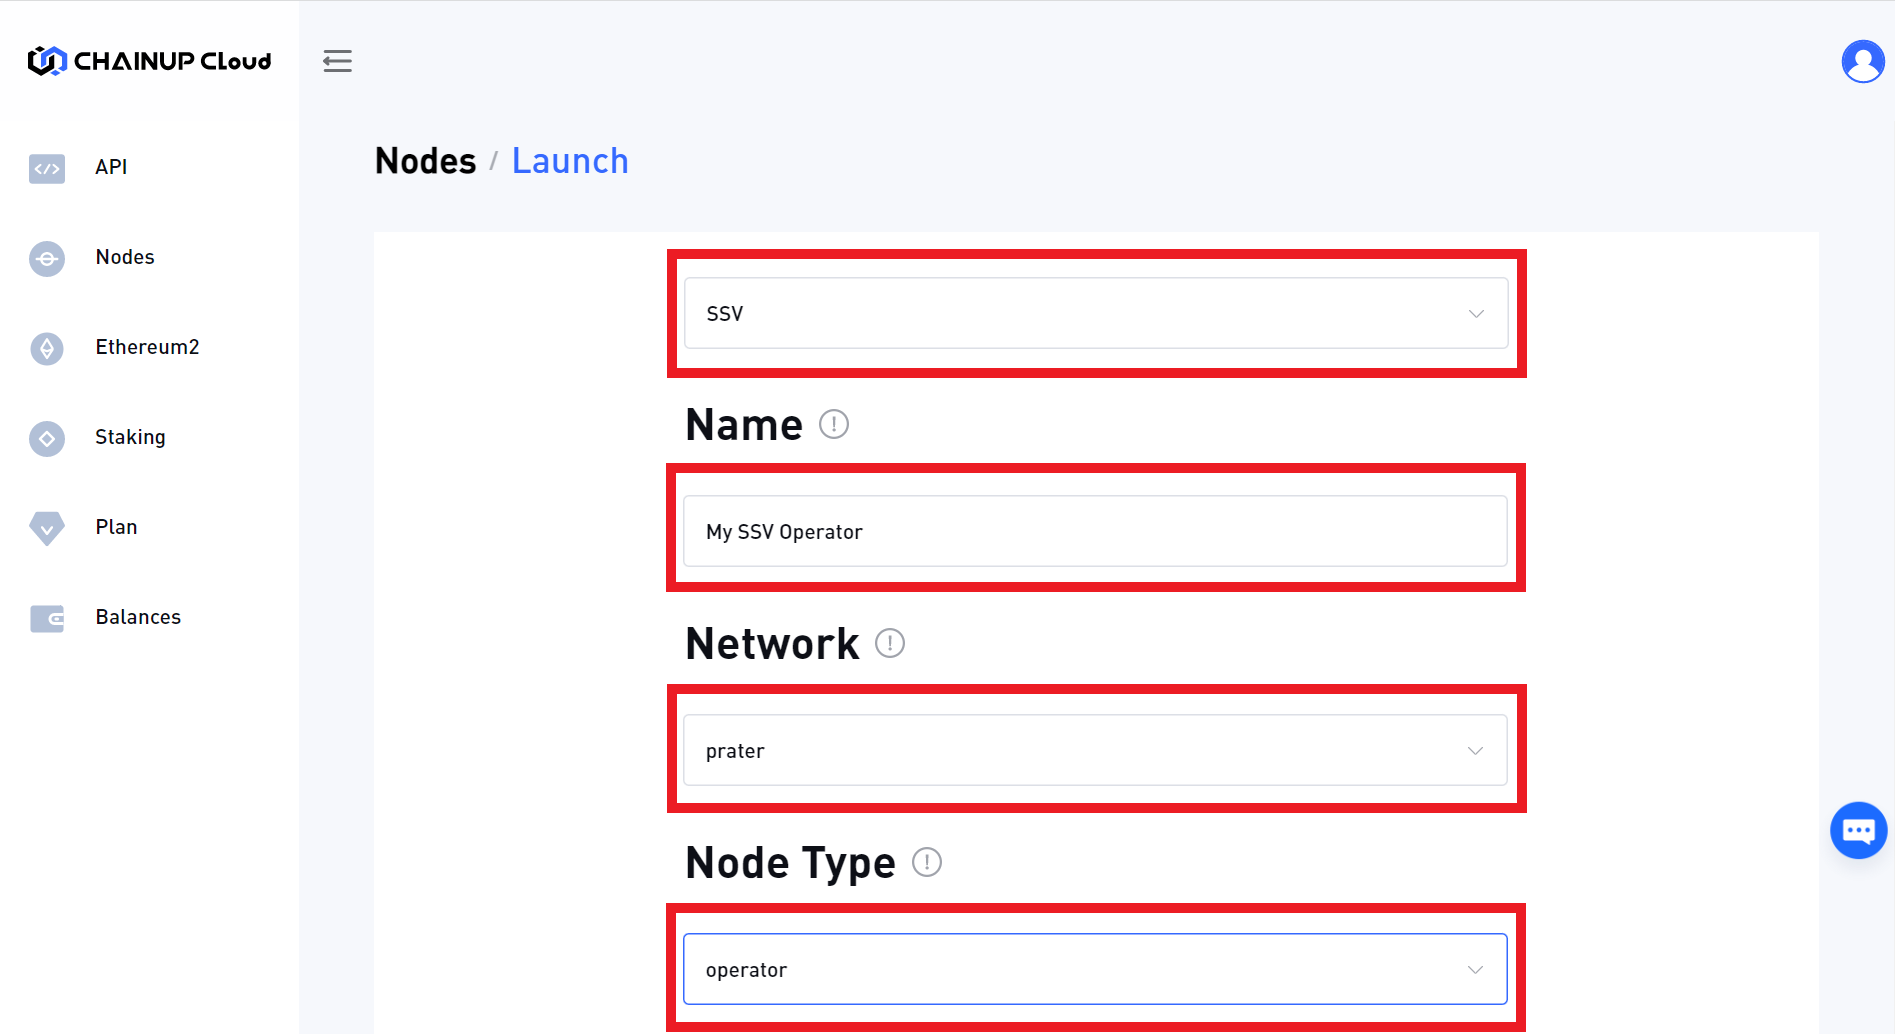 CHAINUP Cloud
API
Nodes
Ethereum2
Staking
Plan
Balances
Nodes / Launch
SSV
Name
My SSV Operator
Network
prater
Node Type
operator